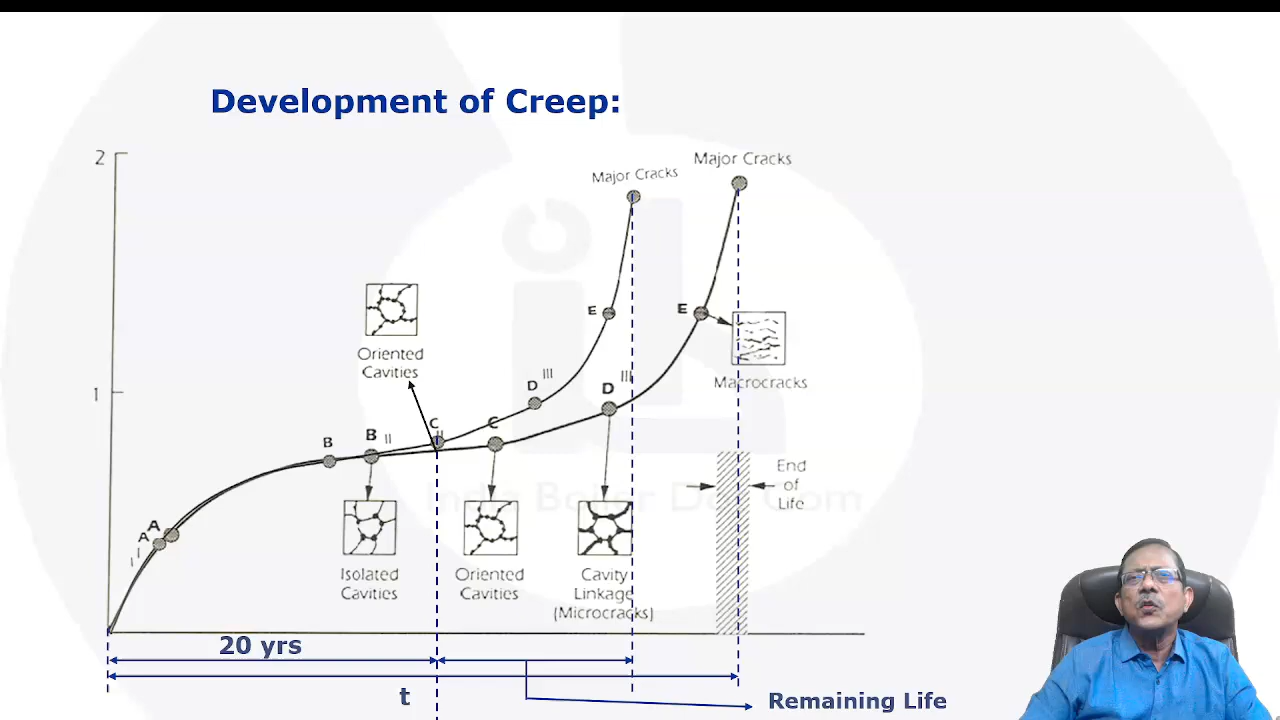 Development of Creep:
2
Major Cracks
Major Cracks
E
E
Oriented
Cavities
Macrocracks
D
III
D
III
1
C
II
C
B
B
II
End
of
Life
A
A
I
I
Isolated
Cavities
Oriented
Cavities
Cavity
Linkage
(Microcracks)
20 yrs
t
Remaining Life